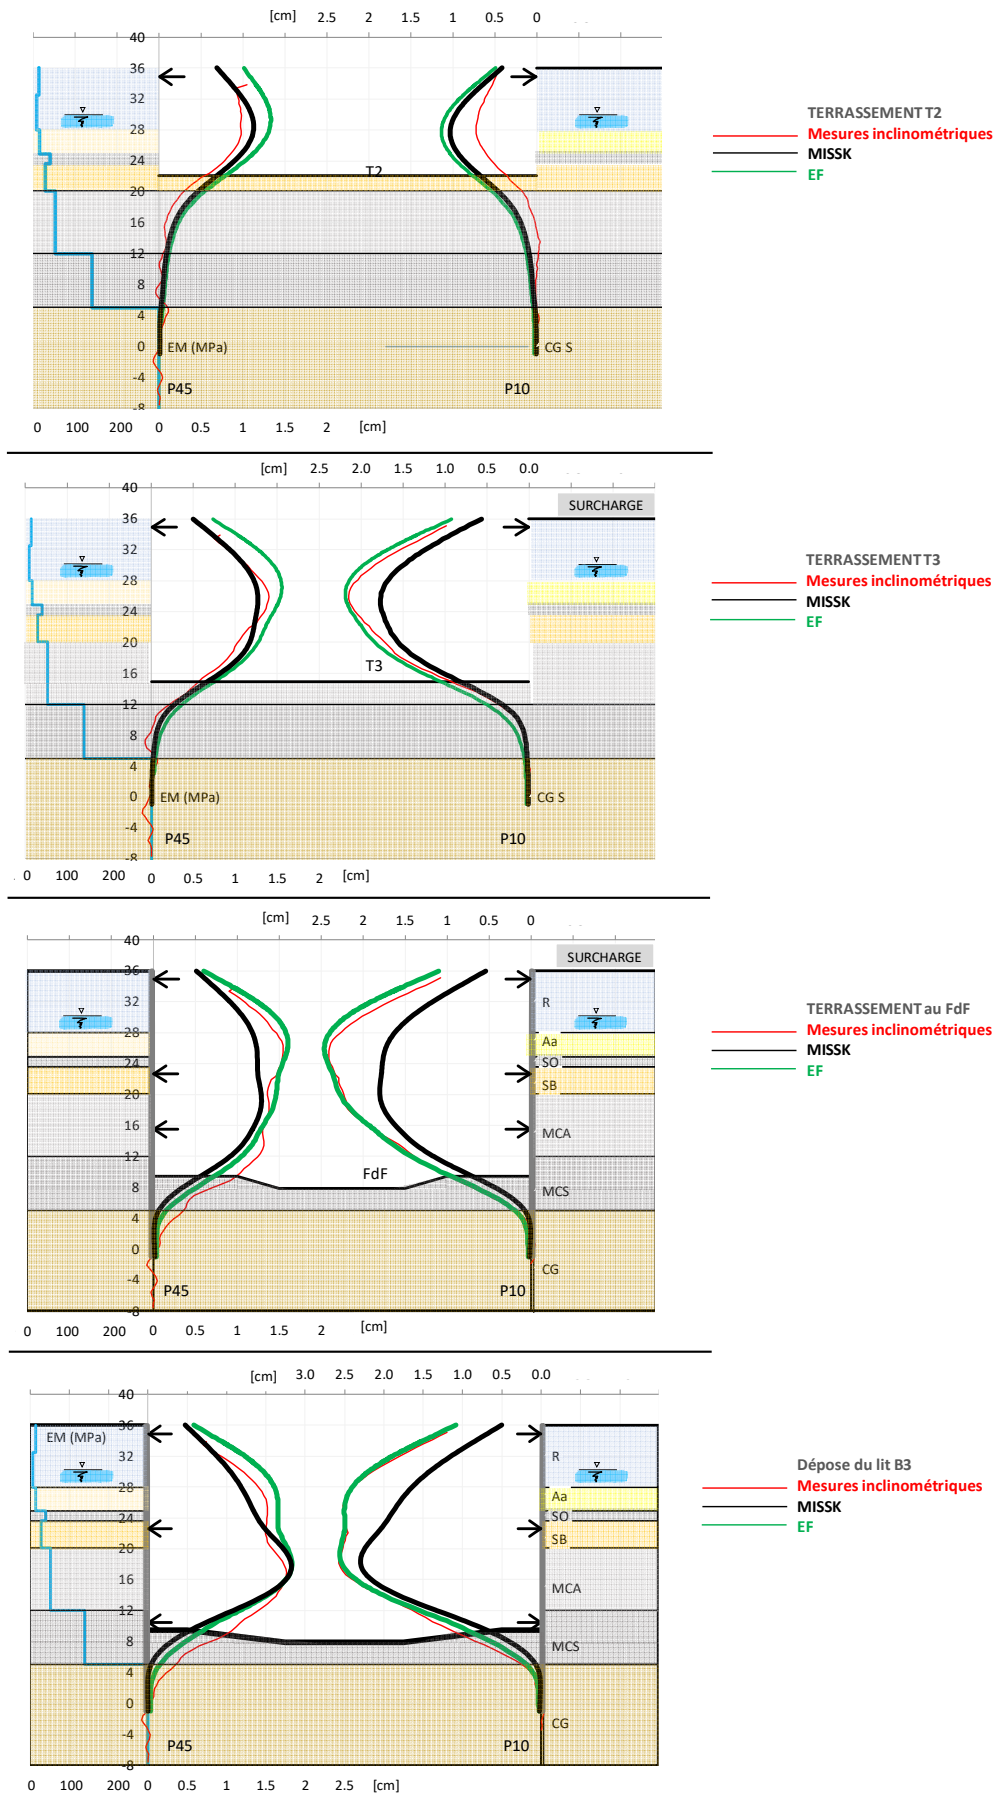 [cm] 2.5 2 1 1 0.5 0
40
36
32
28
24
20
16
12
8
4
0
-4
-8
T2
EM (MPa)
CG S
P45
P10
0 100 200 0 0.5 1 1.5 2 [cm]
TERRASSEMENT T2
Mesures inclinométriques
MISSK
EF
[cm] 2.5 2.0 1.5 1.0 0.5 0.0
40
SURCHARGE
36
32
28
24
20
16
12
8
4
0
-4
-8
T3
EM (MPa)
CG S
P45
P10
0 100 200 0 0.5 1 1.5 2 [cm]
TERRASSEMENT T3
Mesures inclinométriques
MISSK
EF
[cm] 2.5 2 1.5 1 0.5 0
40
SURCHARGE
36
32
28
24
20
16
12
8
4
0
-4
-8
R
Aa
SO
SB
MCA
FdF
MCS
CG
P45
P10
0 100 200 0 0.5 1 1.5 2 [cm]
TERRASSEMENT au FdF
Mesures inclinométriques
MISSK
EF
[cm] 3.0 2.5 2.0 1.5 1.0 0.5 0.0
40
36
32
28
24
20
16
12
8
4
0
-4
-8
EM (MPa)
R
Aa
SO
SB
MCA
MCS
CG
P45
P10
0 100 200 0 0.5 1 1.5 2 2.5 [cm]
Dépose du lit B3
Mesures inclinométriques
MISSK
EF